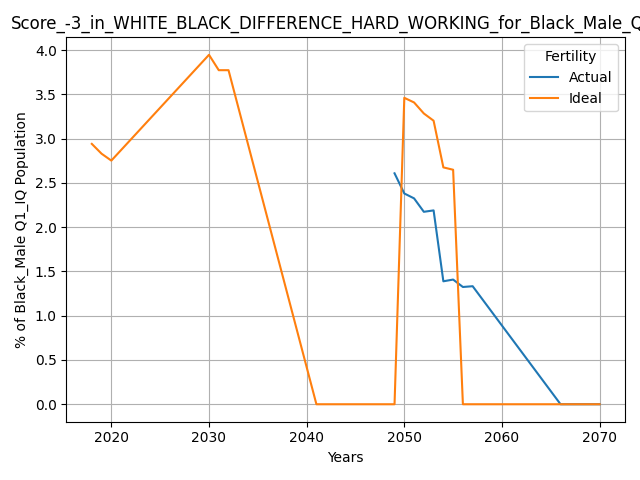 Score_-3_in_WHITE_BLACK_DIFFERENCE_HARD_WORKING_for_Black_Male_Q
4.0
3.5
3.0
2.5
2.0
1.5
1.0
0.5
0.0
% of Black_Male Q1_IQ Population
Fertility
Actual
Ideal
2020 2030 2040 2050 2060 2070
Years